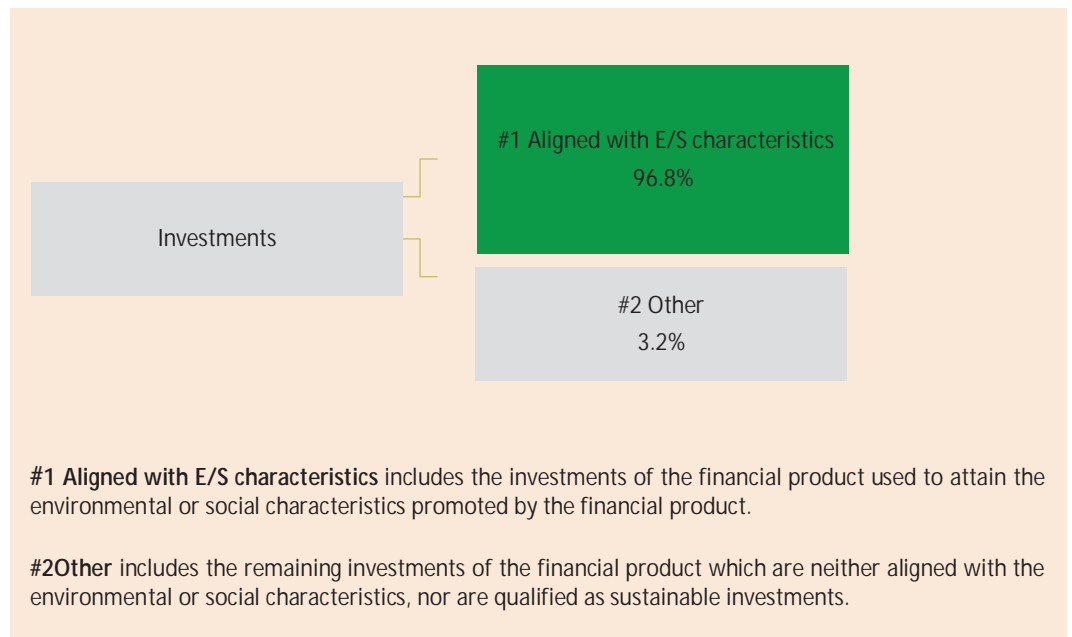 #1 Aligned with E/S characteristics
96.8%
Investments
#2 Other
3.2%
#1 Aligned with E/S characteristics includes the investments of the financial product used to attain the
environmental or social characteristics promoted by the financial product.
#2Other includes the remaining investments of the financial product which are neither aligned with the
environmental or social characteristics, nor are qualified as sustainable investments.